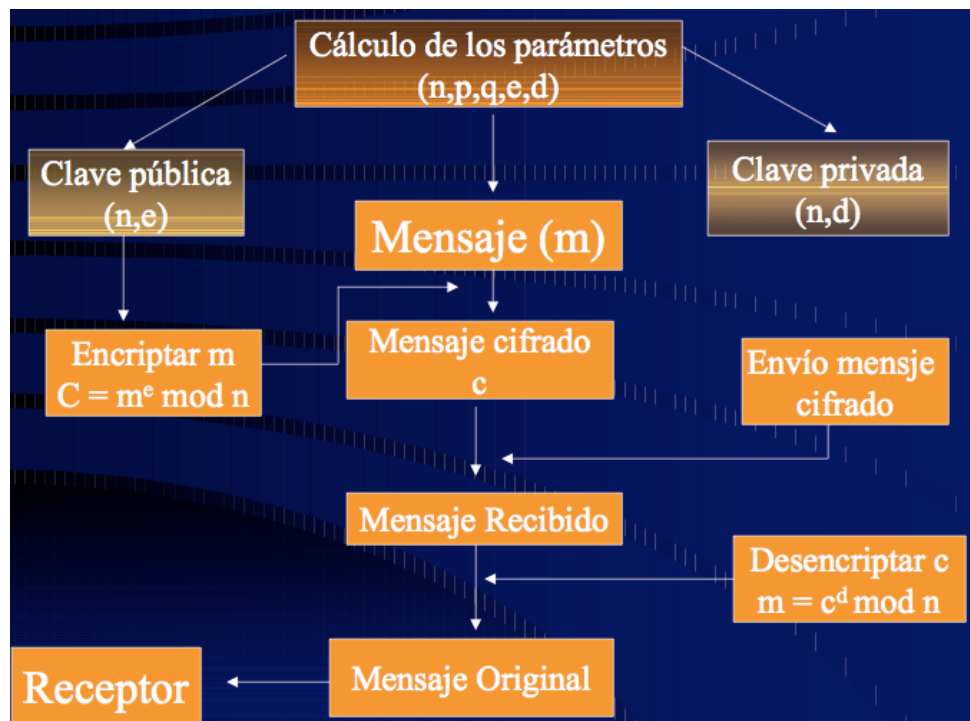 Cálculo de los parámetros
(n,p,q,e,d)
Clave pública
(n,e)
Clave privada
(n,d)
Mensaje (m)
Encriptar m
C = mᵉ mod n
Mensaje cifrado
c
Envío mensje
cifrado
Mensaje Recibido
Desencriptar c
m = cᵈ mod n
Mensaje Original
Receptor